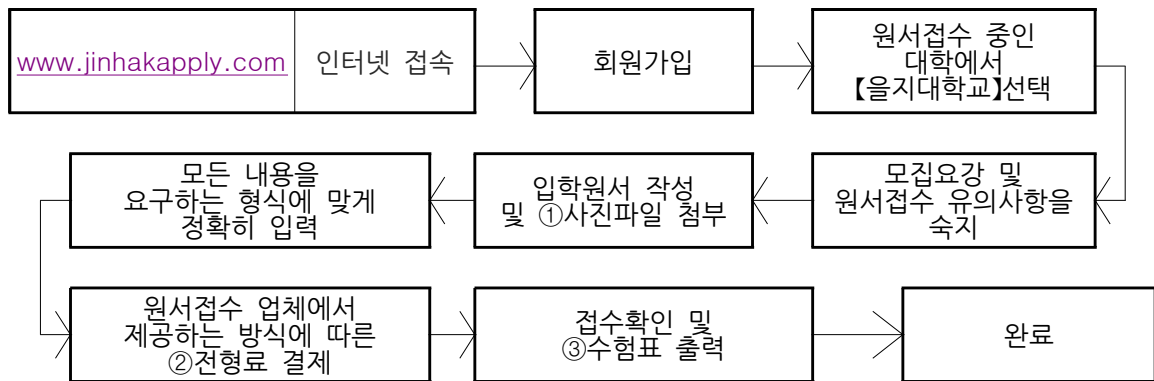 www.jinhakapply.com 인터넷 접속
회원가입
원서접수 중인
대학에서
【을지대학교】선택
모집요강 및
원서접수 유의사항을
숙지
입학원서 작성
및 ①사진파일 첨부
모든 내용을
요구하는 형식에 맞게
정확히 입력
원서접수 업체에서
제공하는 방식에 따른
②전형료 결제
접수확인 및
③수험표 출력
완료